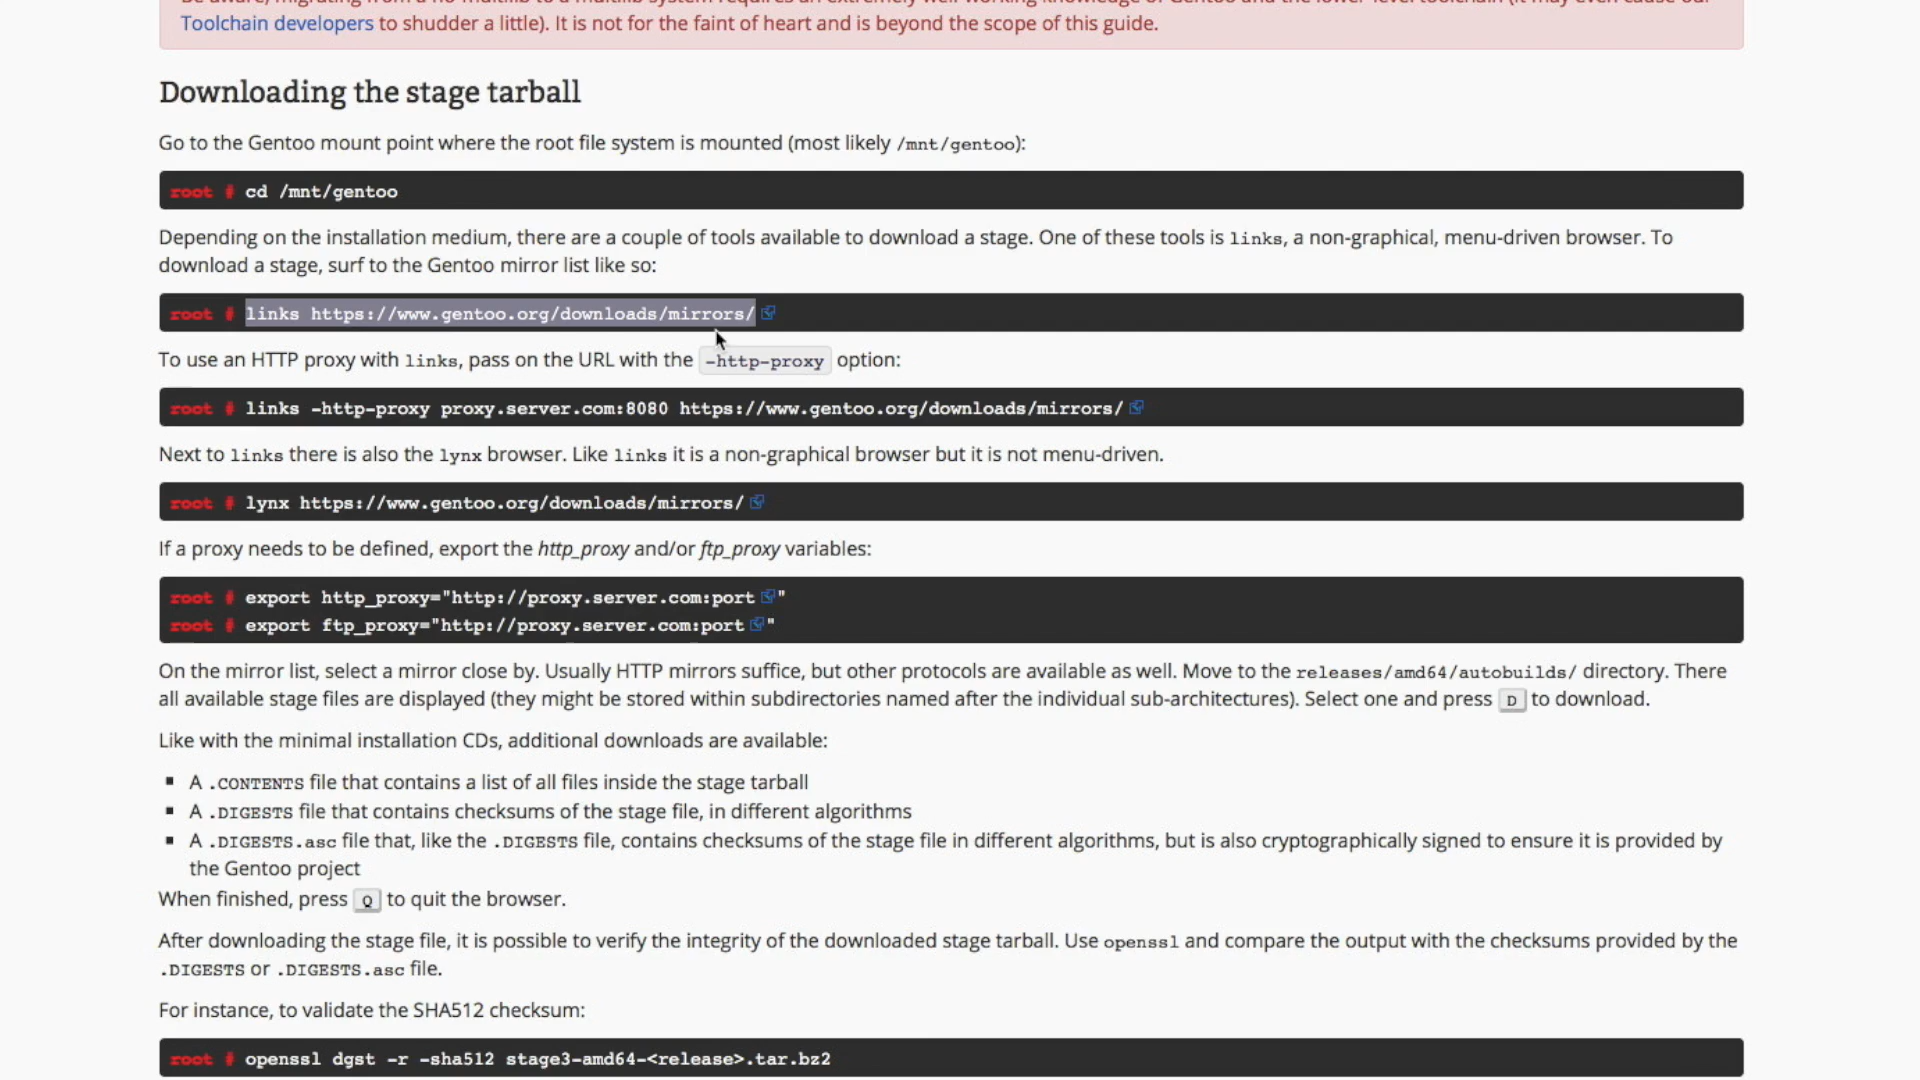 Toolchain developers to shudder a little). It is not for the faint of heart and is beyond the scope of this guide.
Downloading the stage tarball
Go to the Gentoo mount point where the root file system is mounted (most likely /mnt/gentoo):
root # cd /mnt/gentoo
Depending on the installation medium, there are a couple of tools available to download a stage. One of these tools is links, a non-graphical, menu-driven browser. To
download a stage, surf to the Gentoo mirror list like so:
root # links https://www.gentoo.org/downloads/mirrors/
To use an HTTP proxy with links, pass on the URL with the -http-proxy option:
root # links -http-proxy proxy.server.com:8080 https://www.gentoo.org/downloads/mirrors/
Next to links there is also the lynx browser. Like links it is a non-graphical browser but it is not menu-driven.
root # lynx https://www.gentoo.org/downloads/mirrors/
If a proxy needs to be defined, export the http_proxy and/or ftp_proxy variables:
root # export http_proxy="http://proxy.server.com:port"
root # export ftp_proxy="http://proxy.server.com:port"
On the mirror list, select a mirror close by. Usually HTTP mirrors suffice, but other protocols are available as well. Move to the releases/amd64/autobuilds/ directory. There
all available stage files are displayed (they might be stored within subdirectories named after the individual sub-architectures). Select one and press D to download.
Like with the minimal installation CDs, additional downloads are available:
▪ A .CONTENTS file that contains a list of all files inside the stage tarball
▪ A .DIGESTS file that contains checksums of the stage file, in different algorithms
▪ A .DIGESTS.asc file that, like the .DIGESTS file, contains checksums of the stage file in different algorithms, but is also cryptographically signed to ensure it is provided by
the Gentoo project
When finished, press Q to quit the browser.
After downloading the stage file, it is possible to verify the integrity of the downloaded stage tarball. Use openssl and compare the output with the checksums provided by the
.DIGESTS or .DIGESTS.asc file.
For instance, to validate the SHA512 checksum:
root # openssl dgst -r -sha512 stage3-amd64-<release>.tar.bz2